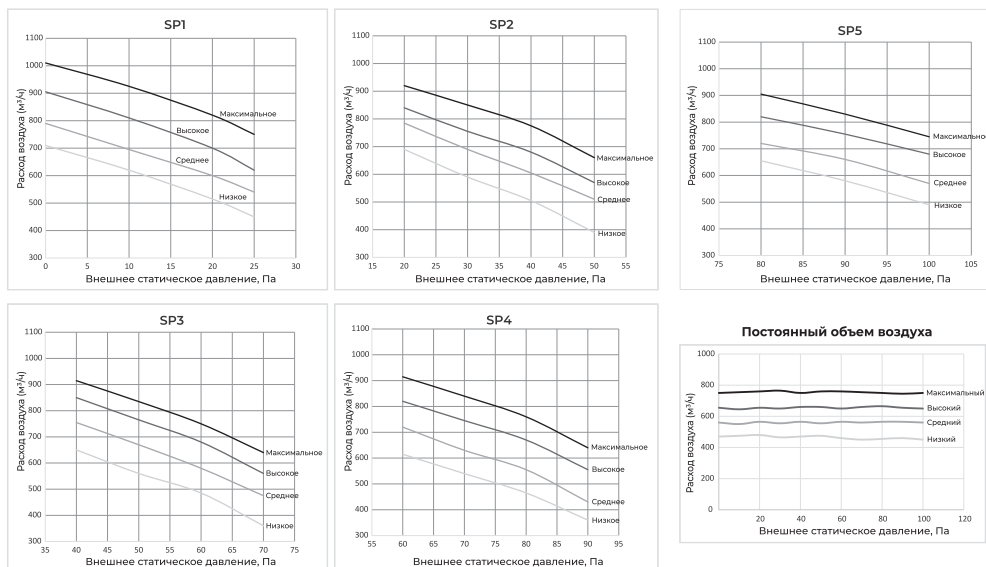 SP1
Расход воздуха (м³/ч)
1100
1000
900
800
700
600
500
400
300
Максимальное
Высокое
Среднее
Низкое
0 5 10 15 20 25 30
Внешнее статическое давление, Па
SP2
Расход воздуха (м³/ч)
1100
1000
900
800
700
600
500
400
300
Максимальное
Высокое
Среднее
Низкое
15 20 25 30 35 40 45 50 55
Внешнее статическое давление, Па
SP5
Расход воздуха (м³/ч)
1100
1000
900
800
700
600
500
400
300
Максимальное
Высокое
Среднее
Низкое
75 80 85 90 95 100 105
Внешнее статическое давление, Па
SP3
Расход воздуха (м³/ч)
1100
1000
900
800
700
600
500
400
300
Максимальное
Высокое
Среднее
Низкое
35 40 45 50 55 60 65 70 75
Внешнее статическое давление, Па
SP4
Расход воздуха (м³/ч)
1100
1000
900
800
700
600
500
400
300
Максимальное
Высокое
Среднее
Низкое
55 60 65 70 75 80 85 90 95
Внешнее статическое давление, Па
Постоянный объем воздуха
Расход воздуха (м³/ч)
1000
800
600
400
200
0
Максимальный
Высокий
Средний
Низкий
20 40 60 80 100 120
Внешнее статическое давление, Па